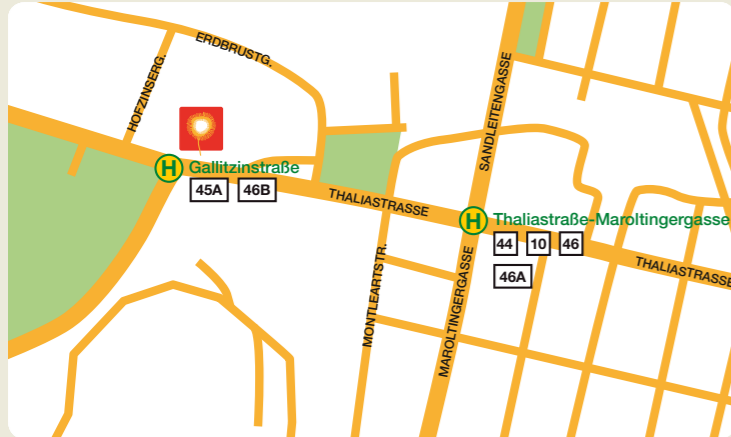 ERDBRUSTG.
HOFZINSERG.
SANDLEITENGASSE
H Gallitzinstraße
45A 46B
THALIASTRASSE
H Thaliastraße-Maroltingergasse
44 10 46
46A
THALIASTRASSE
MONTLEARTSTR.
MAROLTINGERGASSE